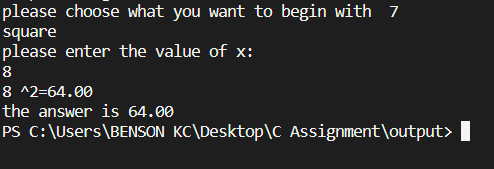 please choose what you want to begin with  7
square
please enter the value of x:
8
8 ^2=64.00
the answer is 64.00
PS C:\Users\BENSON KC\Desktop\C Assignment\output>